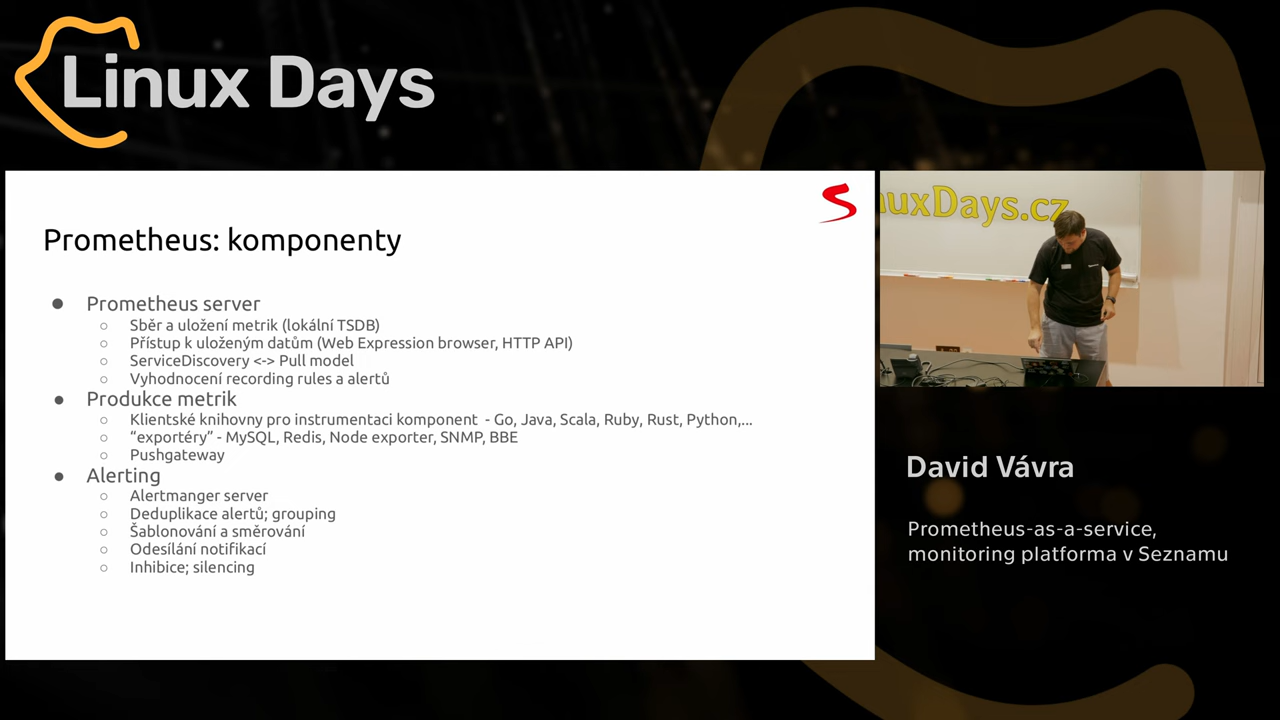 Linux Days
Prometheus: komponenty
● Prometheus server
○ Sběr a uložení metrik (lokální TSDB)
○ Přístup k uloženým datům (Web Expression browser, HTTP API)
○ ServiceDiscovery <-> Pull model
○ Vyhodnocení recording rules a alertů
● Produkce metrik
○ Klientské knihovny pro instrumentaci komponent - Go, Java, Scala, Ruby, Rust, Python,...
○ “exportéry” - MySQL, Redis, Node exporter, SNMP, BBE
○ Pushgateway
● Alerting
○ Alertmanger server
○ Deduplikace alertů; grouping
○ Šablonování a směrování
○ Odesílání notifikací
○ Inhibice; silencing
nuxDays.cz
David Vávra
Prometheus-as-a-service,
monitoring platforma v Seznamu